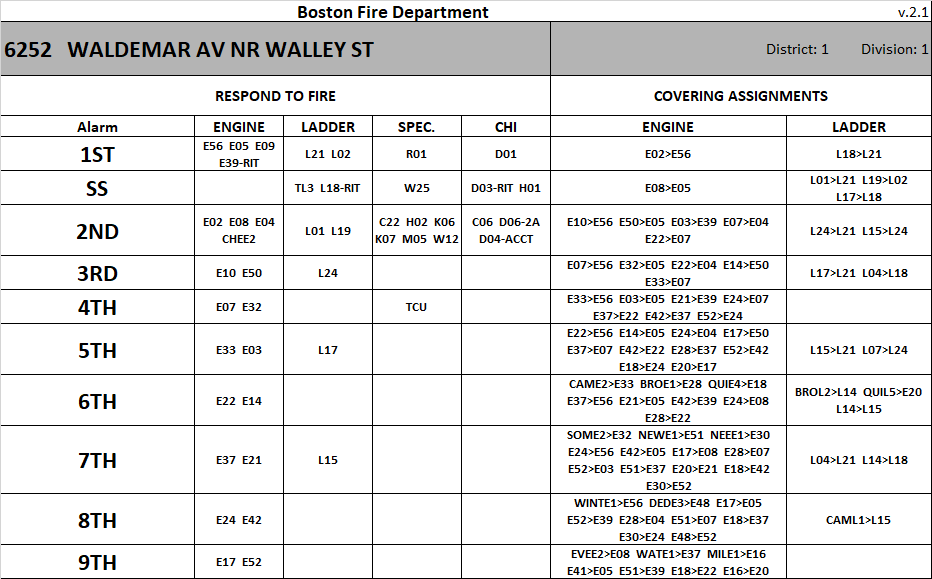 Boston Fire Department v.2.1
6252 WALDEMAR AV NR WALLEY ST District: 1 Division: 1
RESPOND TO FIRE COVERING ASSIGNMENTS
Alarm ENGINE LADDER SPEC. CHI ENGINE LADDER
1ST
E56 E05 E09
E39-RIT
L21 L02
R01
D01
E02>E56
L18>L21
SS
TL3 L18-RIT
W25
D03-RIT H01
E08>E05
L01>L21 L19>L02
L17>L18
2ND
E02 E08 E04
CHEE2
L01 L19
C22 H02 K06
K07 M05 W12
C06 D06-2A
D04-ACCT
E10>E56 E50>E05 E03>E39 E07>E04
E22>E07
L24>L21 L15>L24
3RD
E10 E50
L24
E07>E56 E32>E05 E22>E04 E14>E50
E33>E07
L17>L21 L04>L18
4TH
E07 E32
TCU
E33>E56 E03>E05 E21>E39 E24>E07
E37>E22 E42>E37 E52>E24
5TH
E33 E03
L17
E22>E56 E14>E05 E24>E04 E17>E50
E37>E07 E42>E22 E28>E37 E52>E42
E18>E24 E20>E17
L15>L21 L07>L24
6TH
E22 E14
CAME2>E33 BROE1>E28 QUIE4>E18
E37>E56 E21>E05 E42>E39 E24>E08
E28>E22
BROL2>L14 QUIL5>E20
L14>L15
7TH
E37 E21
L15
SOME2>E32 NEWE1>E51 NEEE1>E30
E24>E56 E42>E05 E17>E08 E28>E07
E52>E03 E51>E37 E20>E21 E18>E42
E30>E52
L04>L21 L14>L18
8TH
E24 E42
WINTE1>E56 DEDE3>E48 E17>E05
E52>E39 E28>E04 E51>E07 E18>E37
E30>E24 E48>E52
CAML1>L15
9TH
E17 E52
EVEE2>E08 WATE1>E37 MILE1>E16
E41>E05 E51>E39 E18>E22 E16>E20